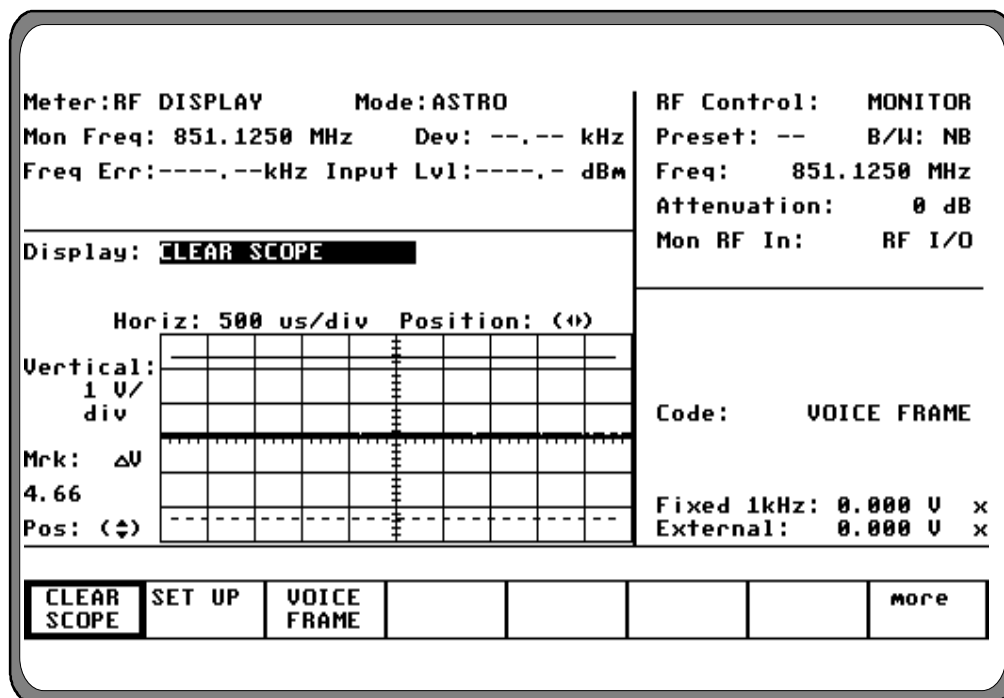 Meter:RF DISPLAY Mode:ASTRO
Mon Freq: 851.1250 MHz Dev: --.-- kHz
Freq Err:----.--kHz Input Lvl:----.- dBm
RF Control: MONITOR
Preset: -- B/W: NB
Freq: 851.1250 MHz
Attenuation: 0 dB
Mon RF In: RF I/O
Display: CLEAR SCOPE
Horiz: 500 us/div Position: (◂▸)
Vertical:
1 V/
div
Mrk: △V
4.66
Pos: (▴▾)
Code: VOICE FRAME
Fixed 1kHz: 0.000 V x
External: 0.000 V x
CLEAR
SCOPE
SET UP
VOICE
FRAME
more